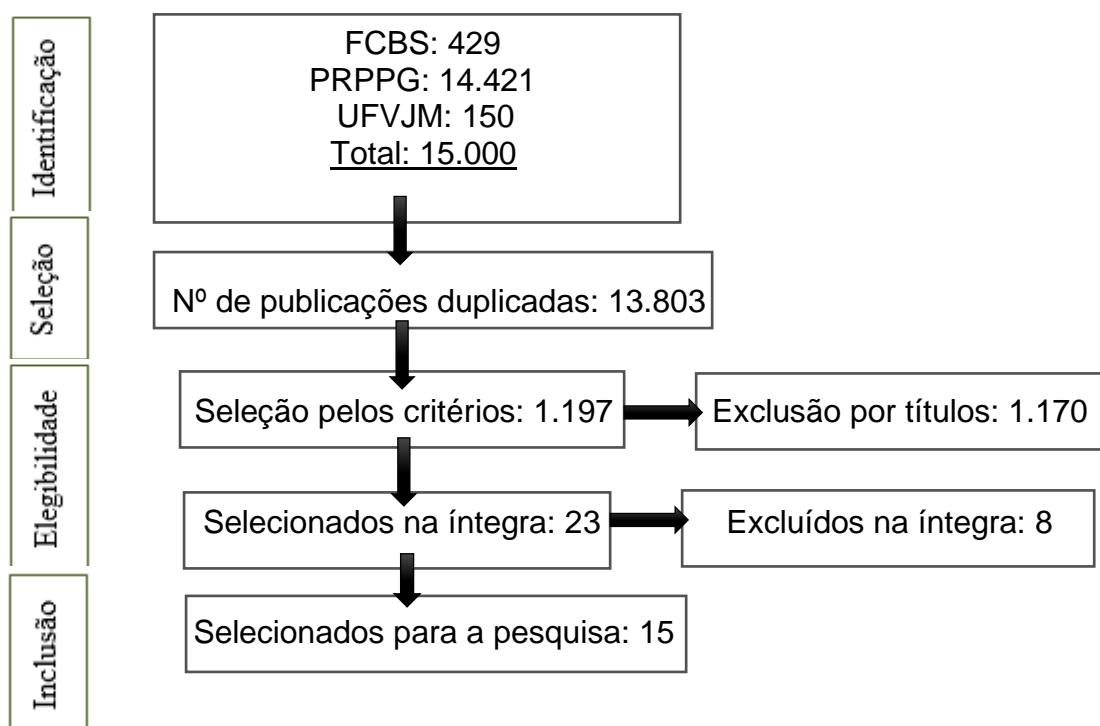 Identificação
FCBS: 429
PRPPG: 14.421
UFVJM: 150
Total: 15.000
Seleção
Nº de publicações duplicadas: 13.803
Elegibilidade
Seleção pelos critérios: 1.197
Exclusão por títulos: 1.170
Selecionados na íntegra: 23
Excluídos na íntegra: 8
Inclusão
Selecionados para a pesquisa: 15